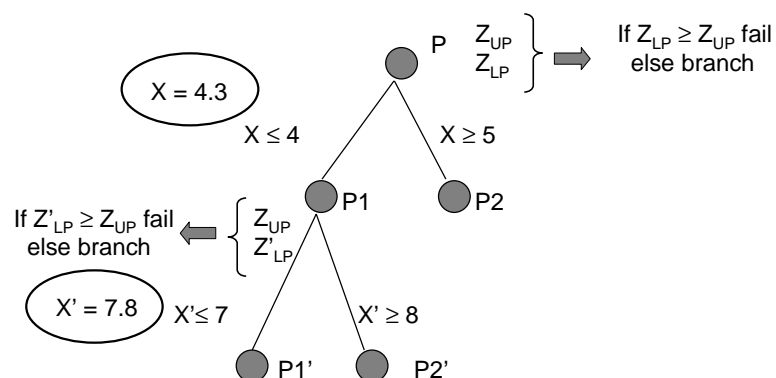 P
Z_UP
Z_LP
If Z_LP ≥ Z_UP fail
else branch
X = 4.3
X ≤ 4
X ≥ 5
P1
P2
If Z'_LP ≥ Z_UP fail
else branch
Z_UP
Z'_LP
X' = 7.8
X'≤ 7
X' ≥ 8
P1'
P2'